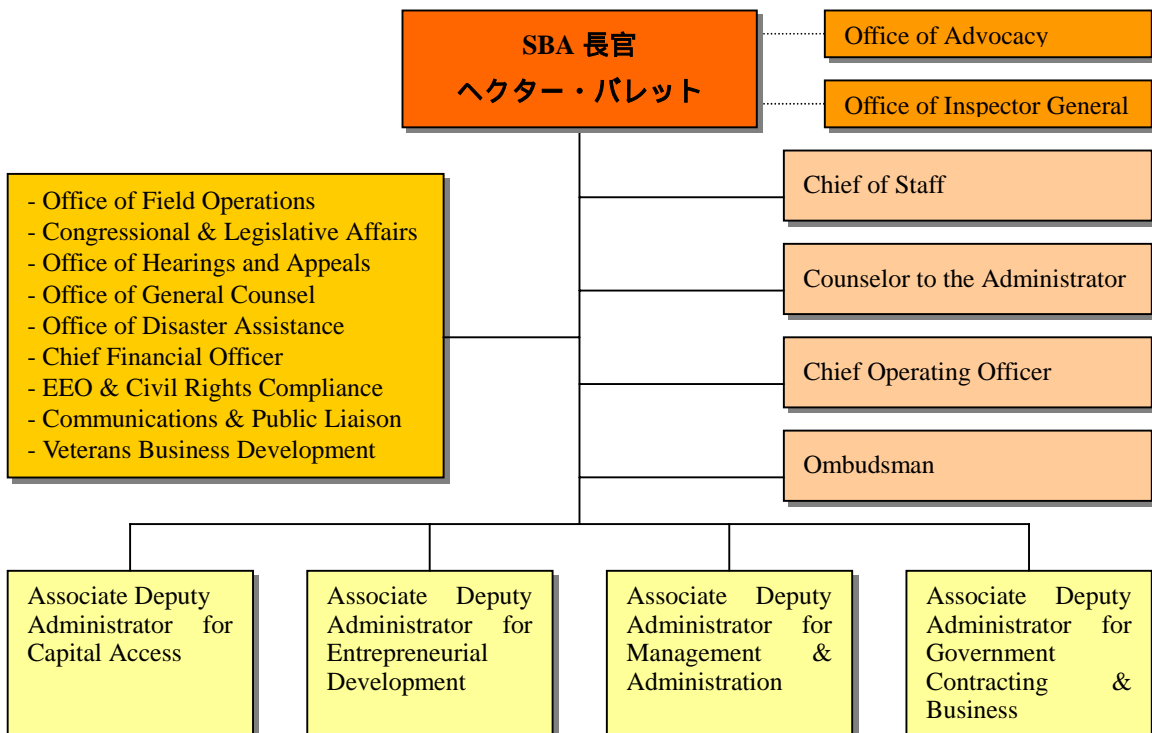 SBA 長官
ヘクター・バレット
Office of Advocacy
Office of Inspector General
- Office of Field Operations
- Congressional & Legislative Affairs
- Office of Hearings and Appeals
- Office of General Counsel
- Office of Disaster Assistance
- Chief Financial Officer
- EEO & Civil Rights Compliance
- Communications & Public Liaison
- Veterans Business Development
Chief of Staff
Counselor to the Administrator
Chief Operating Officer
Ombudsman
Associate Deputy
Administrator for
Capital Access
Associate Deputy
Administrator for
Entrepreneurial
Development
Associate Deputy
Administrator for
Management &
Administration
Associate Deputy
Administrator for
Government
Contracting &
Business